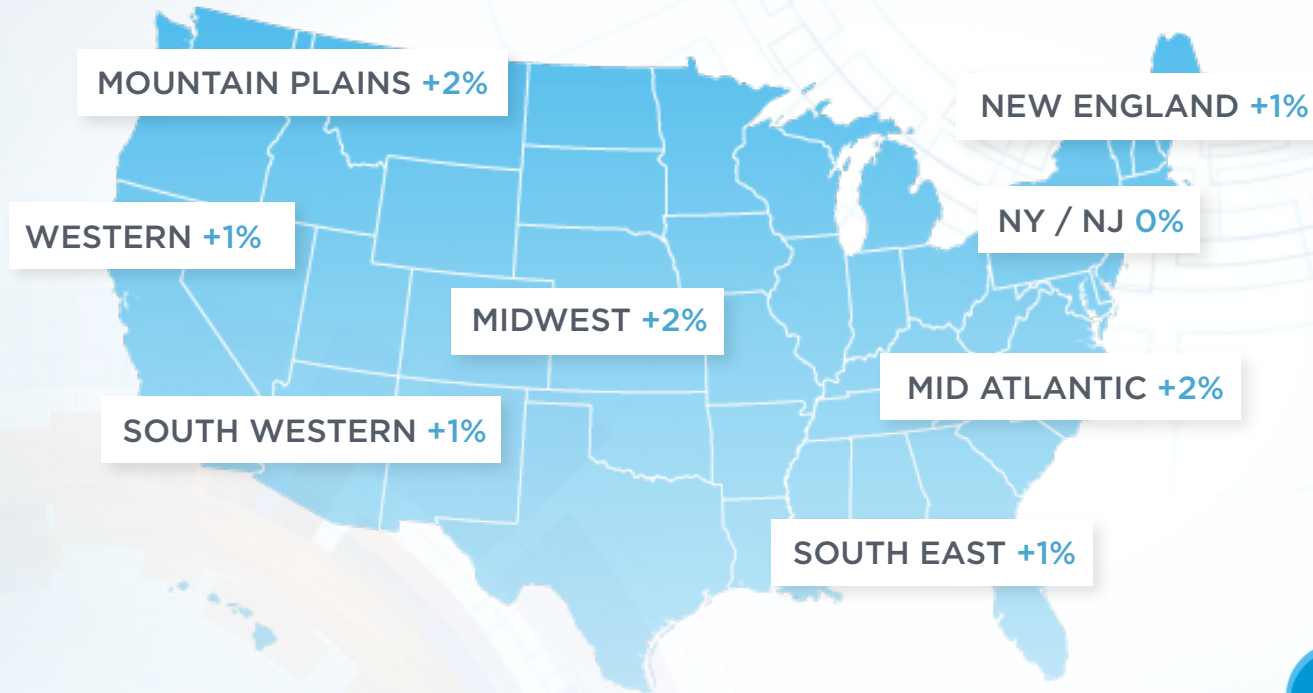 MOUNTAIN PLAINS +2%
NEW ENGLAND +1%
NY / NJ 0%
WESTERN +1%
MIDWEST +2%
MID ATLANTIC +2%
SOUTH WESTERN +1%
SOUTH EAST +1%